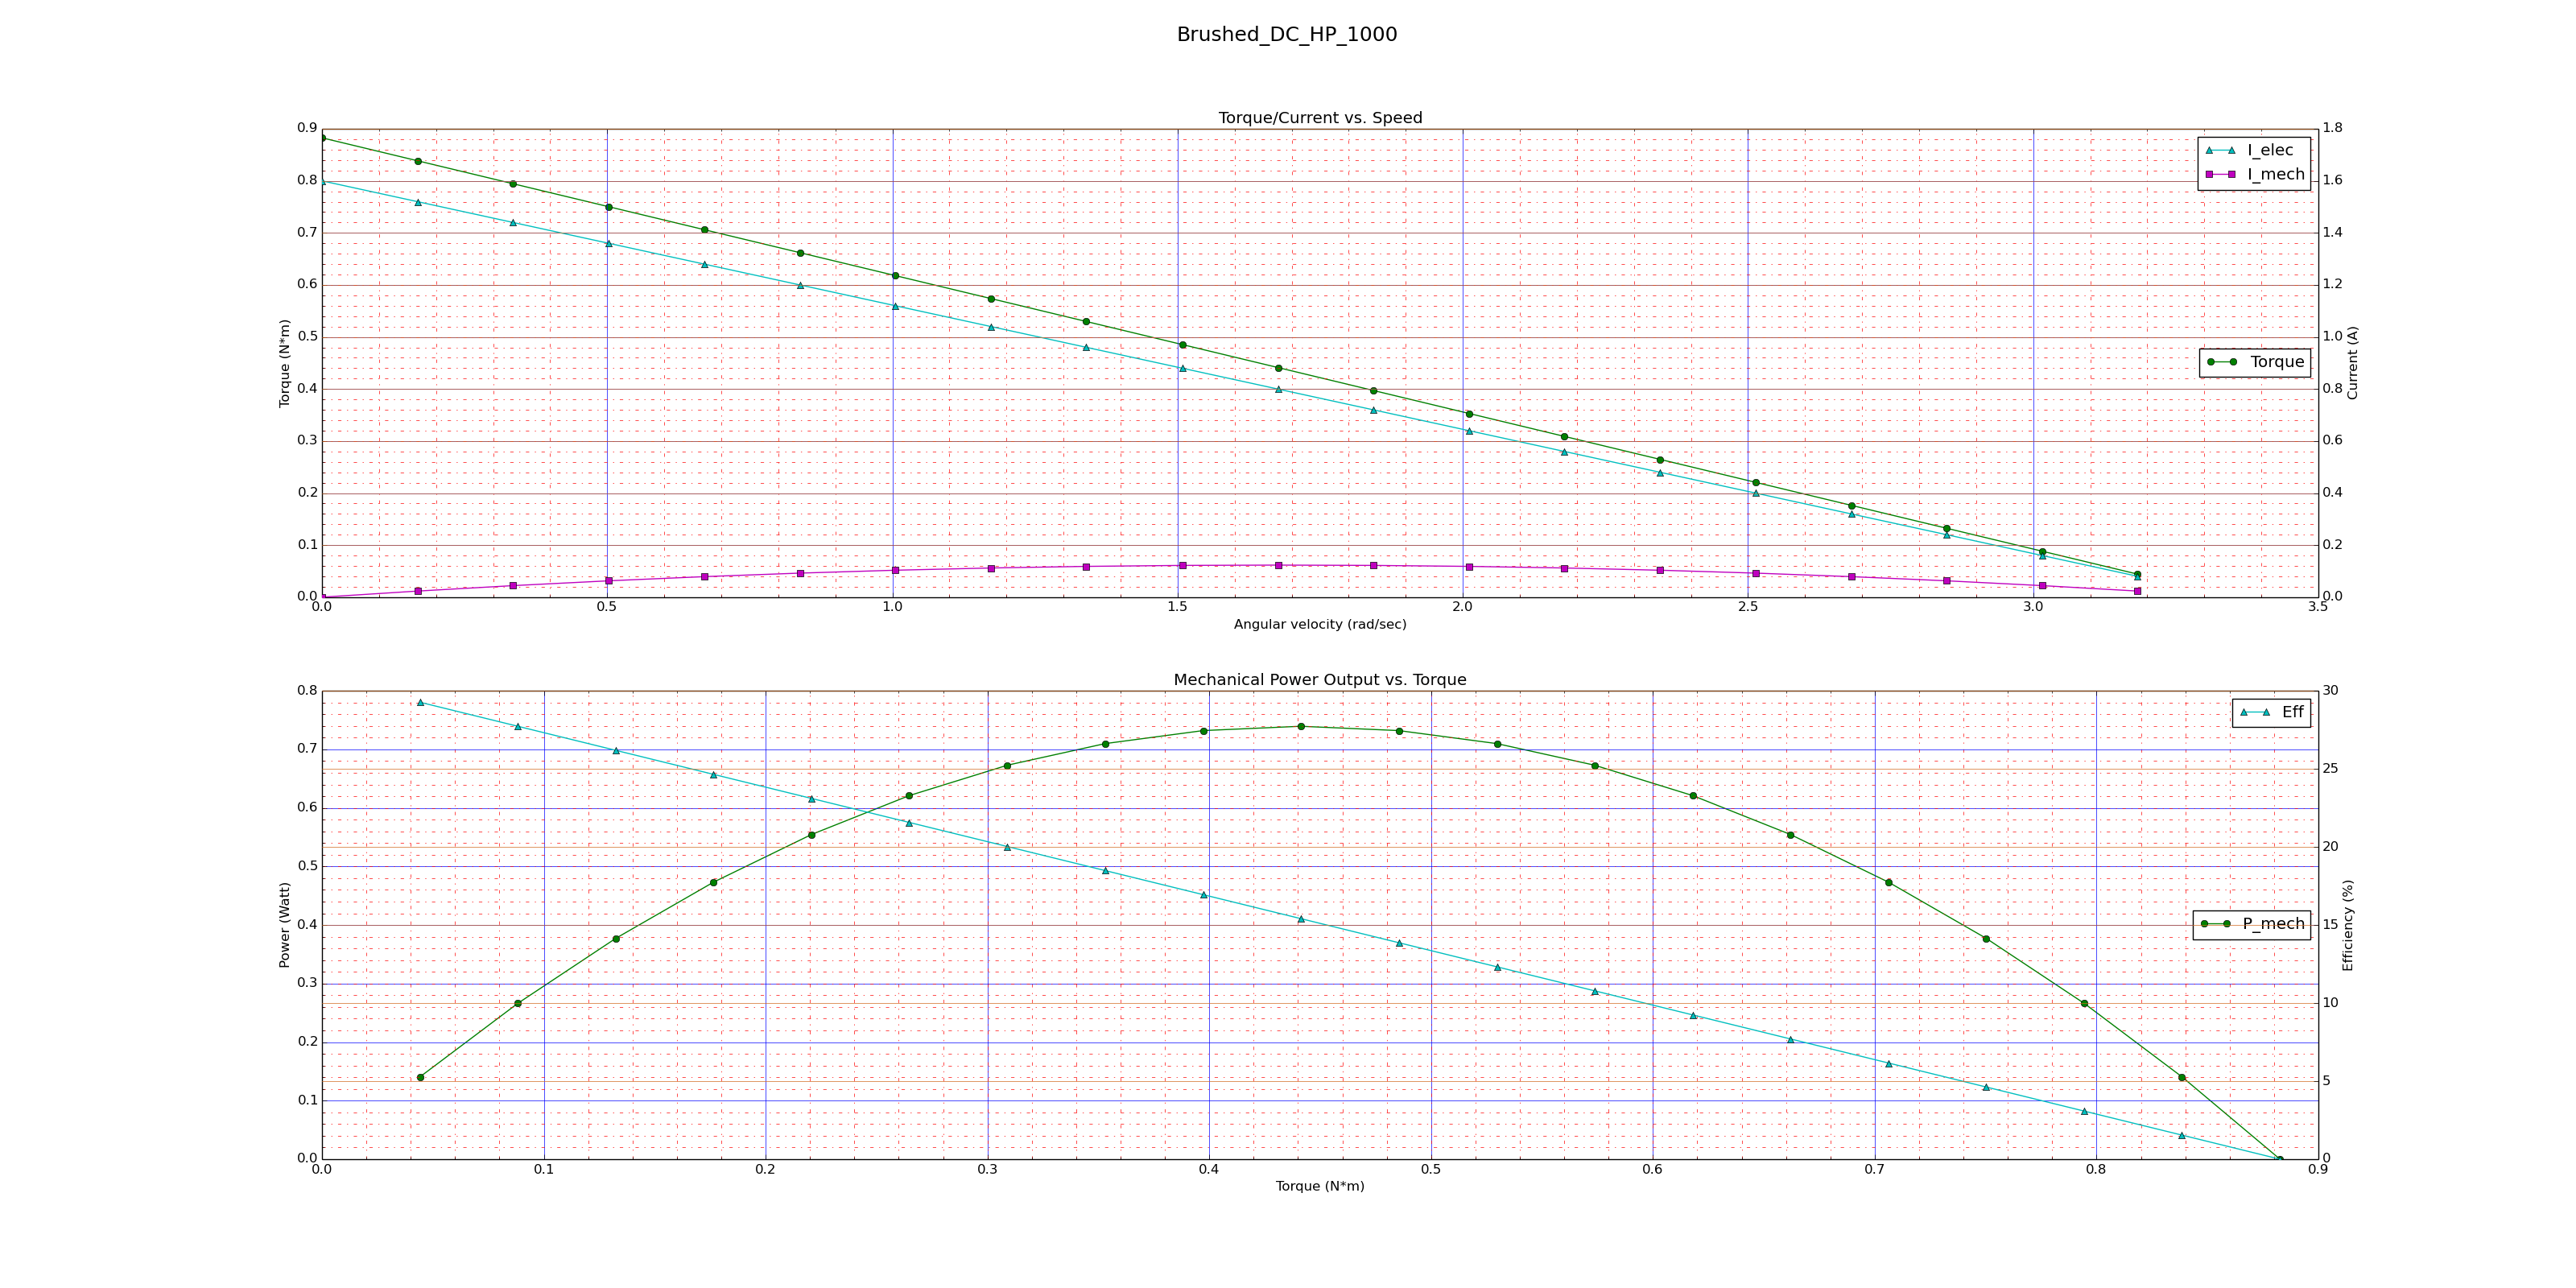 Brushed_DC_HP_1000
Torque/Current vs. Speed
0.9
0.8
0.7
0.6
0.5
0.4
0.3
0.2
0.1
0.0
Torque (N*m)
1.8
1.6
1.4
1.2
1.0
0.8
0.6
0.4
0.2
0.0
Current (A)
I_elec
I_mech
Torque
0.0 0.5 1.0 1.5 2.0 2.5 3.0 3.5
Angular velocity (rad/sec)
Mechanical Power Output vs. Torque
0.8
0.7
0.6
0.5
0.4
0.3
0.2
0.1
0.0
Power (Watt)
30
25
20
15
10
5
0
Efficiency (%)
Eff
P_mech
0.0 0.1 0.2 0.3 0.4 0.5 0.6 0.7 0.8 0.9
Torque (N*m)